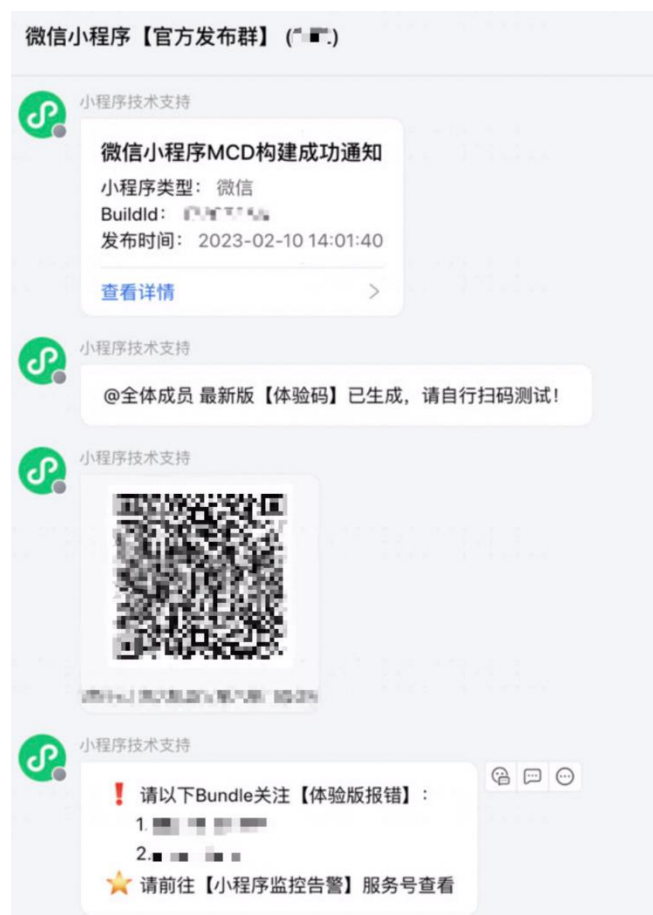 微信小程序【官方发布群】
小程序技术支持
微信小程序MCD构建成功通知
小程序类型：微信
BuildId：
发布时间：2023-02-10 14:01:40
查看详情
小程序技术支持
@全体成员 最新版【体验码】已生成，请自行扫码测试！
小程序技术支持
小程序技术支持
❗ 请以下Bundle关注【体验版报错】：
1.
2.
⭐ 请前往【小程序监控告警】服务号查看